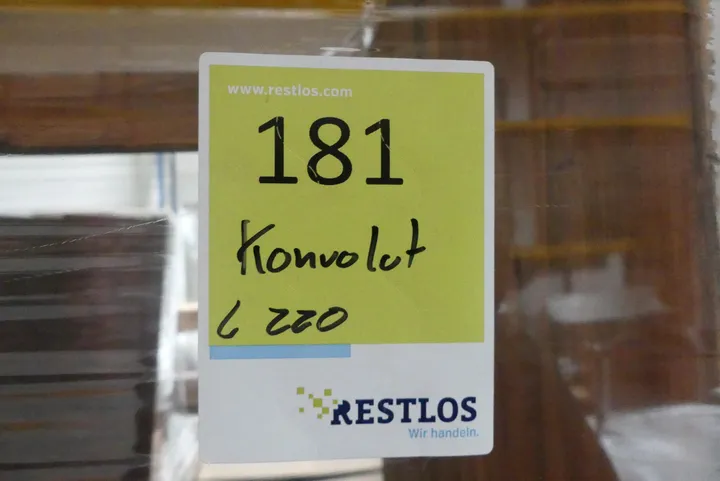 www.restlos.com
181
Konvolut
L 220
RESTLOS
Wir handeln.